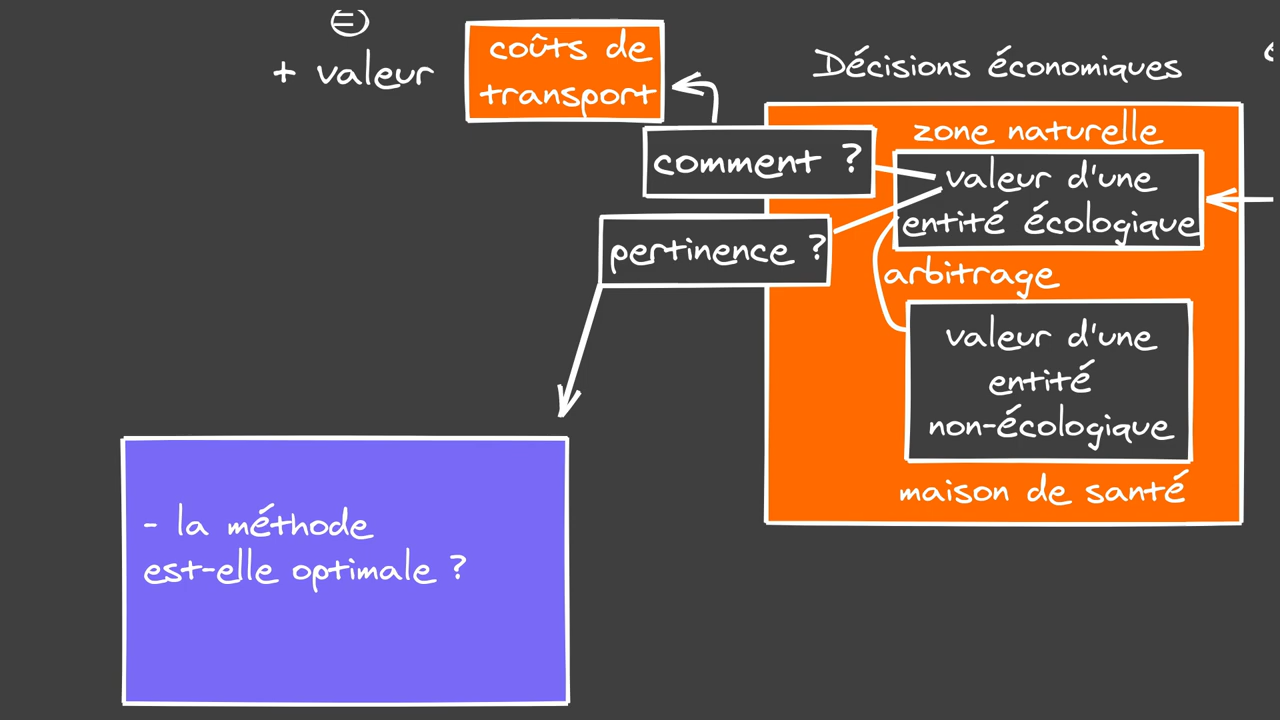 =
+ valeur
coûts de
transport
Décisions économiques
zone naturelle
comment ?
valeur d'une
entité écologique
pertinence ?
arbitrage
valeur d'une
entité
non-écologique
maison de santé
- la méthode
est-elle optimale ?